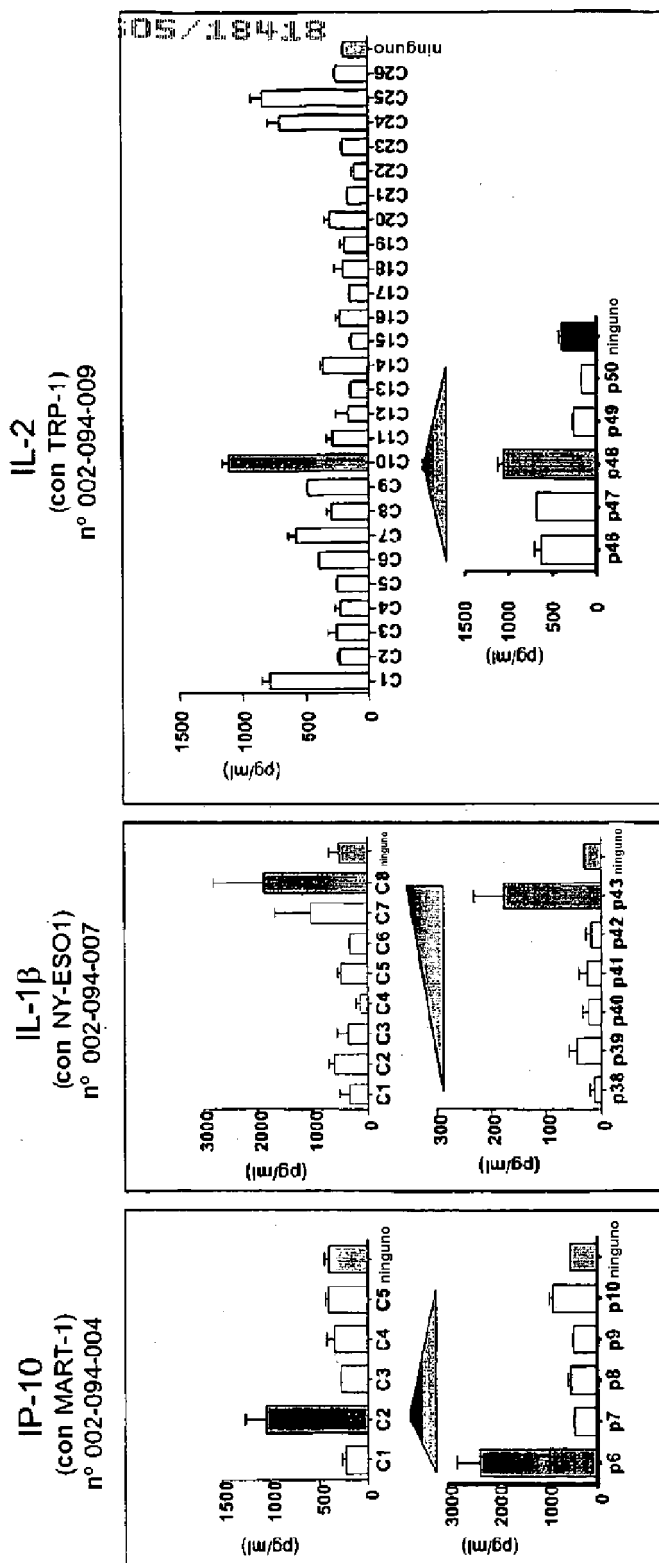 IP-10
(con MART-1)
nº 002-094-004
1500
1000
500
0
(pg/ml)
C1 C2 C3 C4 C5 ninguno
3000
2000
1000
0
(pg/ml)
p6 p7 p8 p9 p10 ninguno
IL-1β
(con NY-ESO1)
nº 002-094-007
3000
2000
1000
0
(pg/ml)
C1 C2 C3 C4 C5 C6 C7 C8 ninguno
300
200
100
0
(pg/ml)
p38 p39 p40 p41 p42 p43 ninguno
IL-2
(con TRP-1)
nº 002-094-009
1500
1000
500
0
(pg/ml)
C1 C2 C3 C4 C5 C6 C7 C8 C9 C10 C11 C12 C13 C14 C15 C16 C17 C18 C19 C20 C21 C22 C23 C24 C25 C26 ninguno
1500
1000
500
0
(pg/ml)
p46 p47 p48 p49 p50 ninguno
05/18418